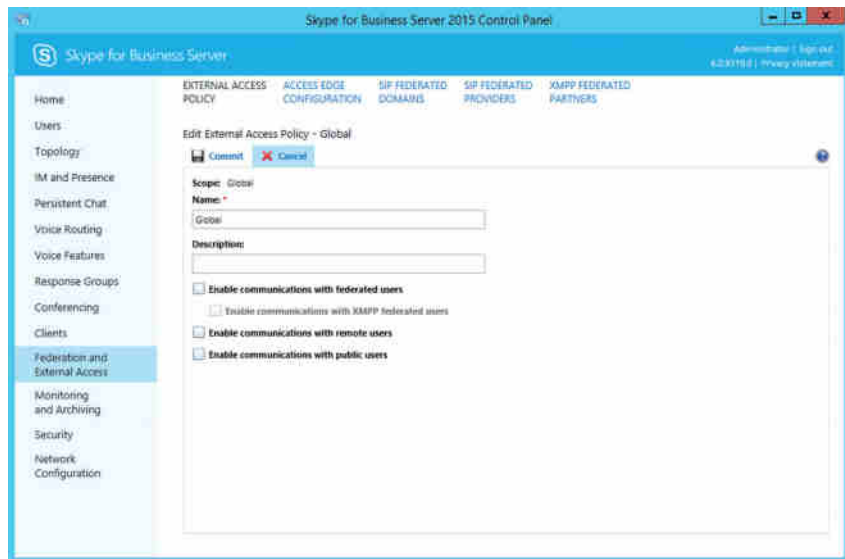 Skype for Business Server 2015 Control Panel
Skype for Business Server
Administrator | Sign out
| Privacy statement
Home
Users
Topology
IM and Presence
Persistent Chat
Voice Routing
Voice Features
Response Groups
Conferencing
Clients
Federation and
External Access
Monitoring
and Archiving
Security
Network
Configuration
EXTERNAL ACCESS
POLICY
ACCESS EDGE
CONFIGURATION
SIP FEDERATED
DOMAINS
SIP FEDERATED
PROVIDERS
XMPP FEDERATED
PARTNERS
Edit External Access Policy - Global
Commit
Cancel
Scope: Global
Name: *
Global
Description:
Enable communications with federated users
Enable communications with XMPP federated users
Enable communications with remote users
Enable communications with public users